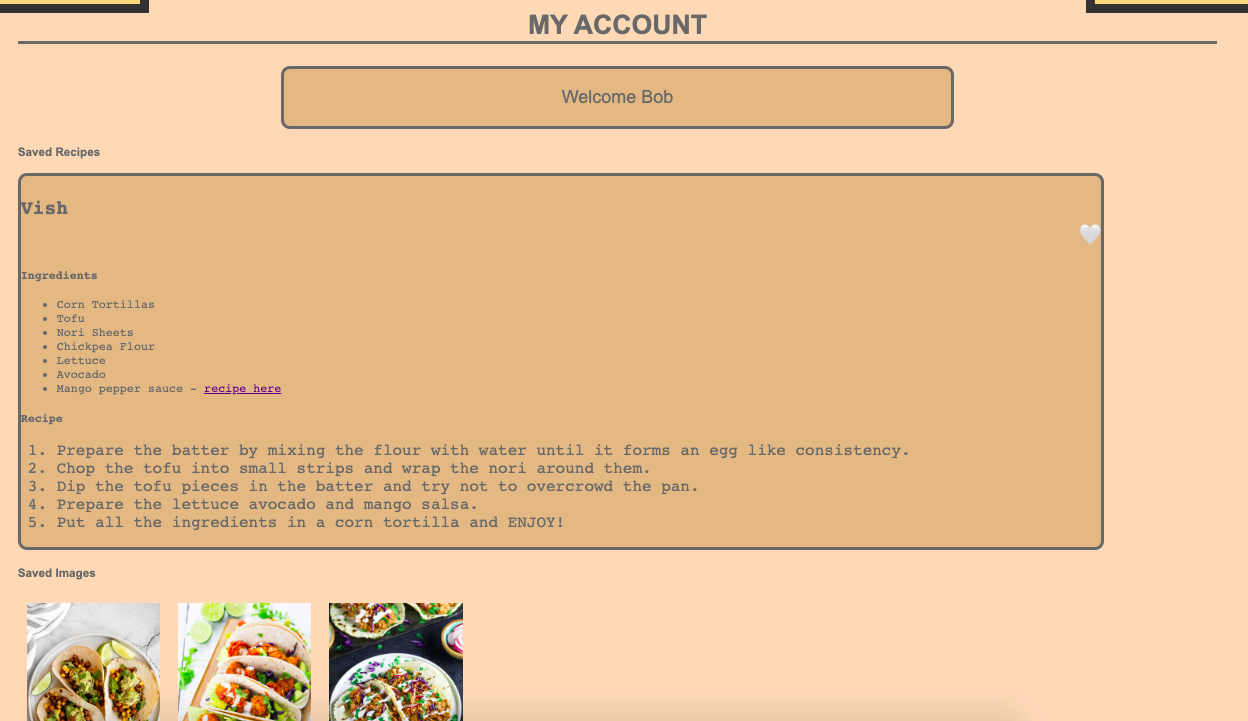 MY ACCOUNT
Welcome Bob
Saved Recipes
Vish
Ingredients
• Corn Tortillas
• Tofu
• Nori Sheets
• Chickpea Flour
• Lettuce
• Avocado
• Mango pepper sauce - recipe here
Recipe
1. Prepare the batter by mixing the flour with water until it forms an egg like consistency.
2. Chop the tofu into small strips and wrap the nori around them.
3. Dip the tofu pieces in the batter and try not to overcrowd the pan.
4. Prepare the lettuce avocado and mango salsa.
5. Put all the ingredients in a corn tortilla and ENJOY!
Saved Images